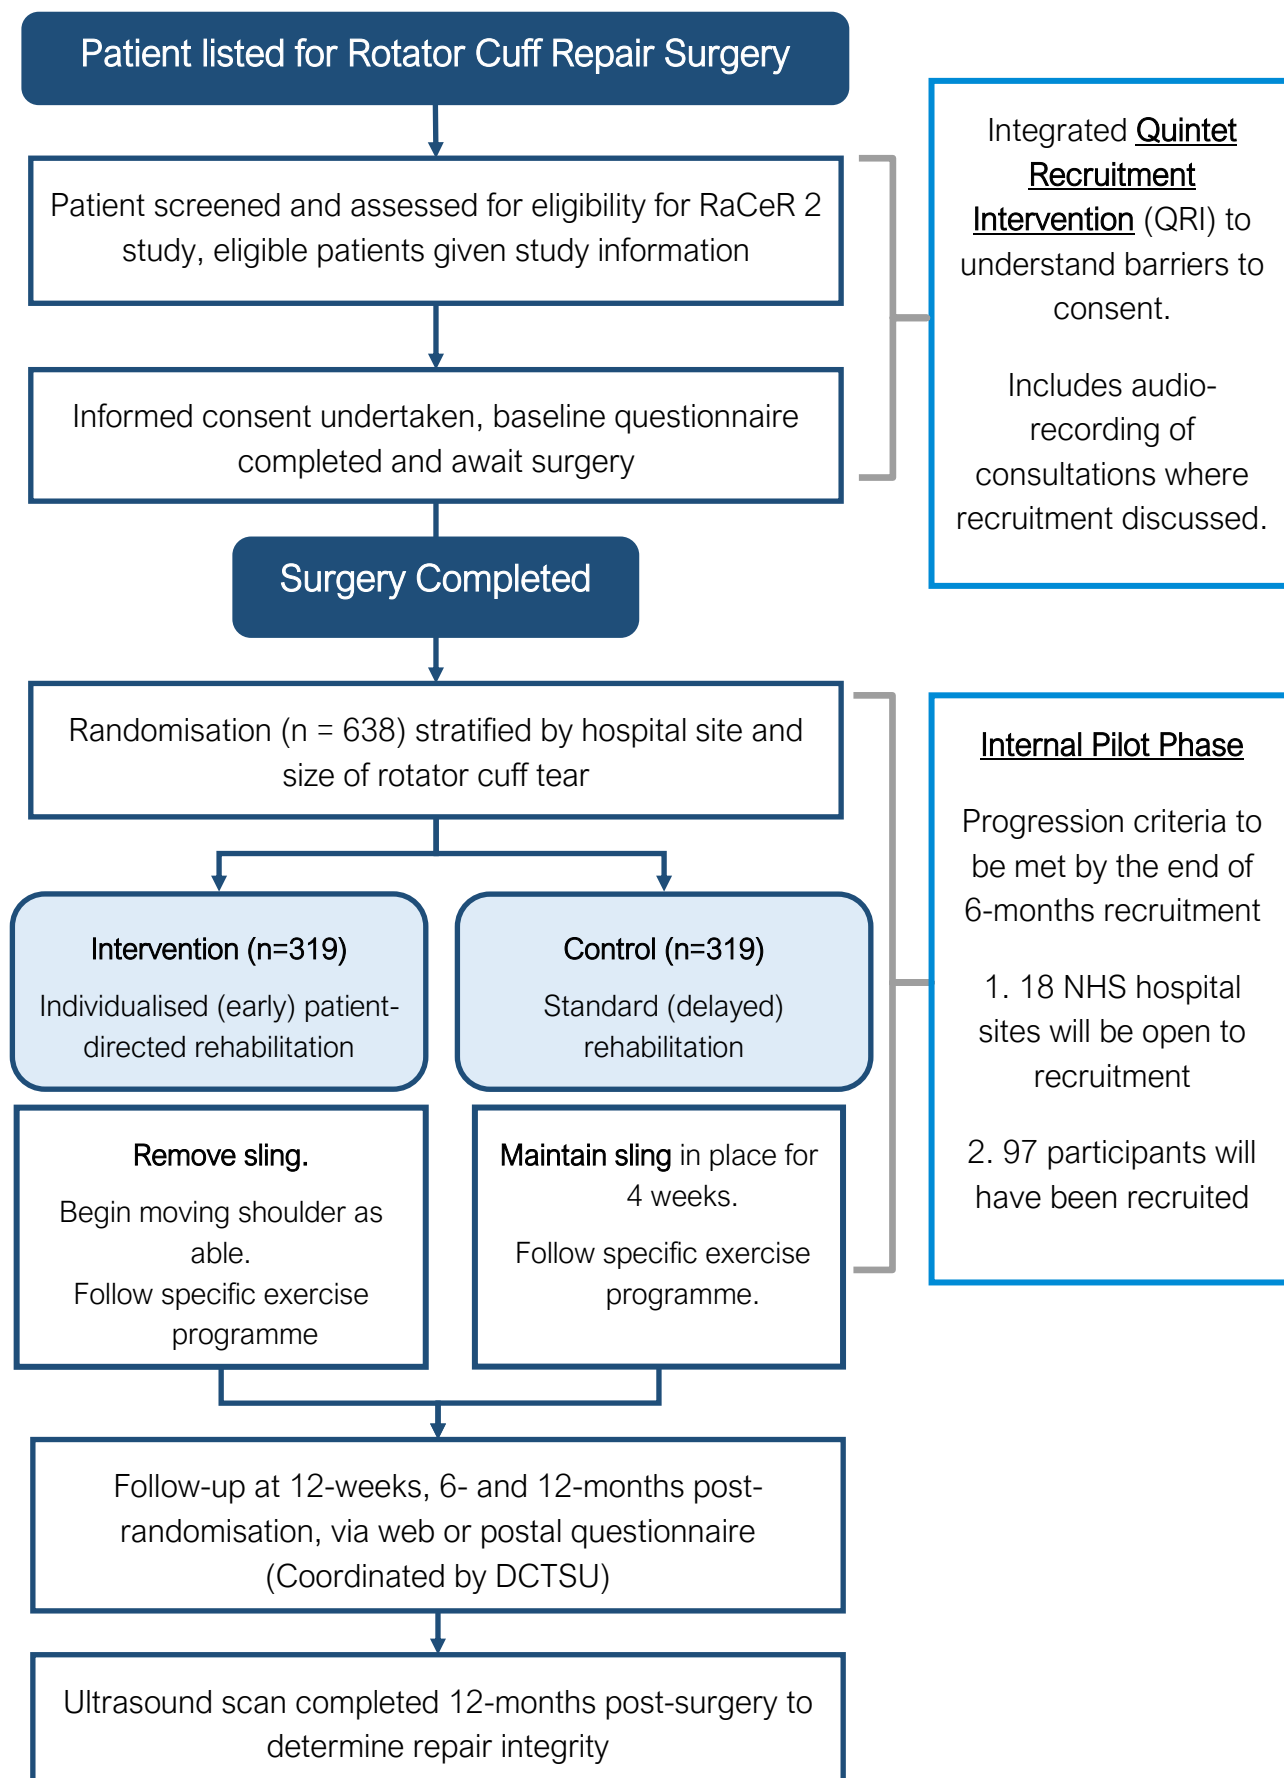 Patient listed for Rotator Cuff Repair Surgery
Patient screened and assessed for eligibility for RaCeR 2
study, eligible patients given study information
Informed consent undertaken, baseline questionnaire
completed and await surgery
Integrated Quintet
Recruitment
Intervention (QRI) to
understand barriers to
consent.
Includes audio-
recording of
consultations where
recruitment discussed.
Surgery Completed
Randomisation (n = 638) stratified by hospital site and
size of rotator cuff tear
Intervention (n=319)
Individualised (early) patient-
directed rehabilitation
Control (n=319)
Standard (delayed)
rehabilitation
Remove sling.
Begin moving shoulder as
able.
Follow specific exercise
programme
Maintain sling in place for
4 weeks.
Follow specific exercise
programme.
Internal Pilot Phase
Progression criteria to
be met by the end of
6-months recruitment
1. 18 NHS hospital
sites will be open to
recruitment
2. 97 participants will
have been recruited
Follow-up at 12-weeks, 6- and 12-months post-
randomisation, via web or postal questionnaire
(Coordinated by DCTSU)
Ultrasound scan completed 12-months post-surgery to
determine repair integrity